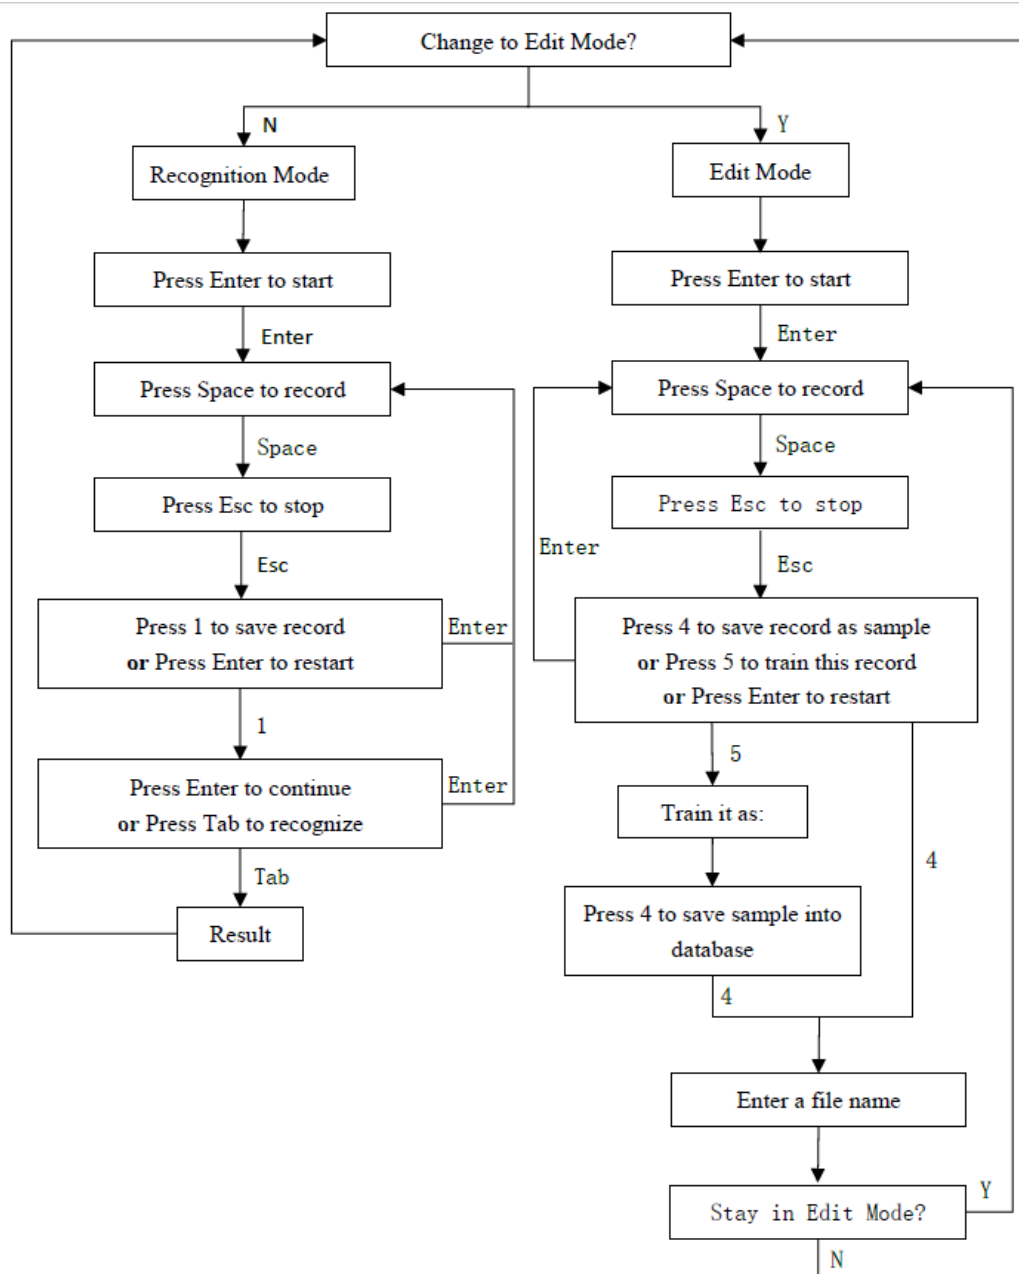 Change to Edit Mode?
N
Y
Recognition Mode
Edit Mode
Press Enter to start
Press Enter to start
Enter
Enter
Press Space to record
Press Space to record
Space
Space
Press Esc to stop
Press Esc to stop
Enter
Esc
Esc
Press 1 to save record
or Press Enter to restart
Enter
Press 4 to save record as sample
or Press 5 to train this record
or Press Enter to restart
1
5
Press Enter to continue
or Press Tab to recognize
Enter
Train it as:
4
Tab
Result
Press 4 to save sample into
database
4
Enter a file name
Stay in Edit Mode?
Y
N